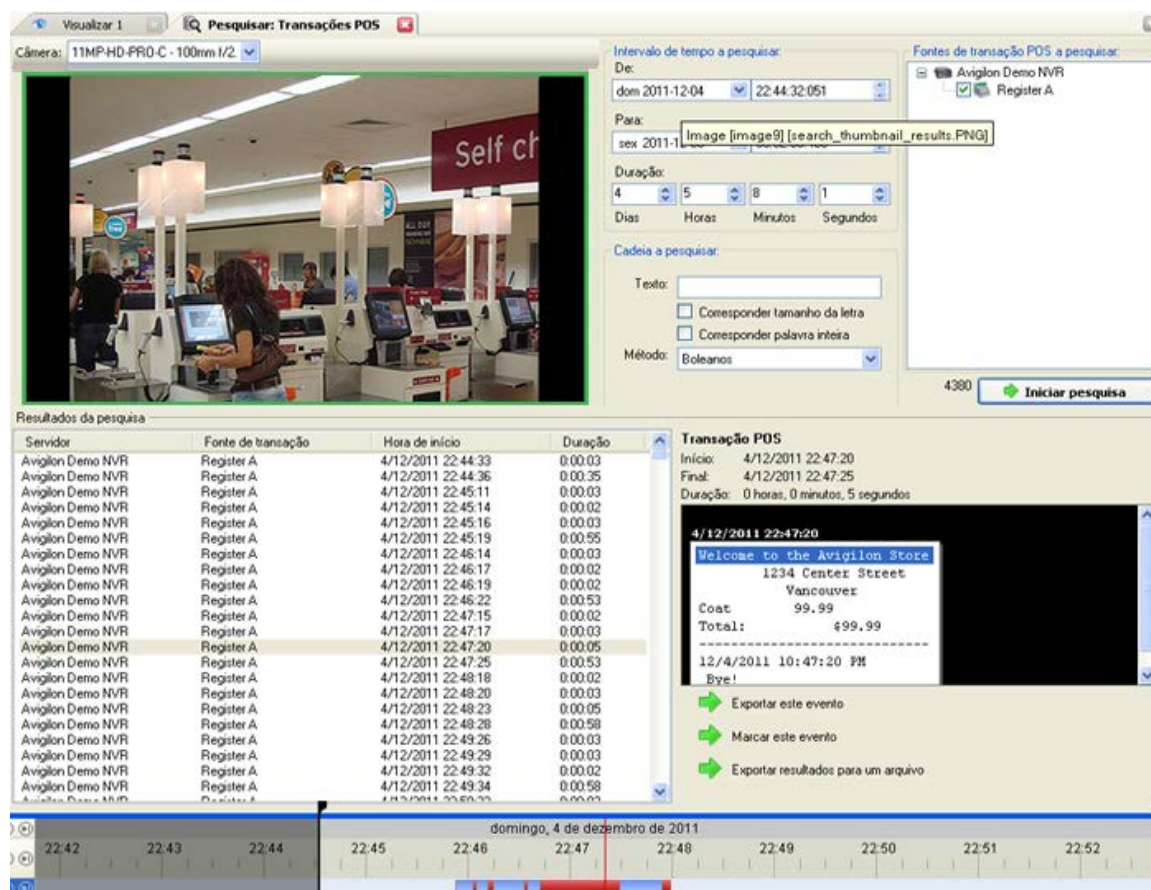 Visualizar 1
Pesquisar: Transações POS
Câmera: 11MP-HD-PRO-C - 100mm f/2.
Self ch
free
ALL OUT
Intervalo de tempo a pesquisar:
De:
dom 2011-12-04 22:44:32:051
Para:
sex 2011-1
Image [image9] [search_thumbnail_results.PNG]
Duração:
4 5 8 1
Dias Horas Minutos Segundos
Cadeia a pesquisar:
Texto:
Corresponder tamanho da letra
Corresponder palavra inteira
Método: Boleanos
Fontes de transação POS a pesquisar:
Avigilon Demo NVR
Register A
4380 Iniciar pesquisa
Resultados da pesquisa
Servidor Fonte de transação Hora de início Duração
Avigilon Demo NVR Register A 4/12/2011 22:44:33 0:00:03
Avigilon Demo NVR Register A 4/12/2011 22:44:36 0:00:35
Avigilon Demo NVR Register A 4/12/2011 22:45:11 0:00:03
Avigilon Demo NVR Register A 4/12/2011 22:45:14 0:00:02
Avigilon Demo NVR Register A 4/12/2011 22:45:16 0:00:03
Avigilon Demo NVR Register A 4/12/2011 22:45:19 0:00:55
Avigilon Demo NVR Register A 4/12/2011 22:46:14 0:00:03
Avigilon Demo NVR Register A 4/12/2011 22:46:17 0:00:02
Avigilon Demo NVR Register A 4/12/2011 22:46:19 0:00:02
Avigilon Demo NVR Register A 4/12/2011 22:46:22 0:00:53
Avigilon Demo NVR Register A 4/12/2011 22:47:15 0:00:02
Avigilon Demo NVR Register A 4/12/2011 22:47:17 0:00:03
Avigilon Demo NVR Register A 4/12/2011 22:47:20 0:00:05
Avigilon Demo NVR Register A 4/12/2011 22:47:25 0:00:53
Avigilon Demo NVR Register A 4/12/2011 22:48:18 0:00:02
Avigilon Demo NVR Register A 4/12/2011 22:48:20 0:00:03
Avigilon Demo NVR Register A 4/12/2011 22:48:23 0:00:05
Avigilon Demo NVR Register A 4/12/2011 22:48:28 0:00:58
Avigilon Demo NVR Register A 4/12/2011 22:49:26 0:00:03
Avigilon Demo NVR Register A 4/12/2011 22:49:29 0:00:03
Avigilon Demo NVR Register A 4/12/2011 22:49:32 0:00:02
Avigilon Demo NVR Register A 4/12/2011 22:49:34 0:00:58
Transação POS
Início: 4/12/2011 22:47:20
Final: 4/12/2011 22:47:25
Duração: 0 horas, 0 minutos, 5 segundos
4/12/2011 22:47:20
Welcome to the Avigilon Store
1234 Center Street
Vancouver
Coat 99.99
Total: $99.99
-----------------------------
12/4/2011 10:47:20 PM
Bye!
Exportar este evento
Marcar este evento
Exportar resultados para um arquivo
domingo, 4 de dezembro de 2011
22:42 22:43 22:44 22:45 22:46 22:47 22:48 22:49 22:50 22:51 22:52